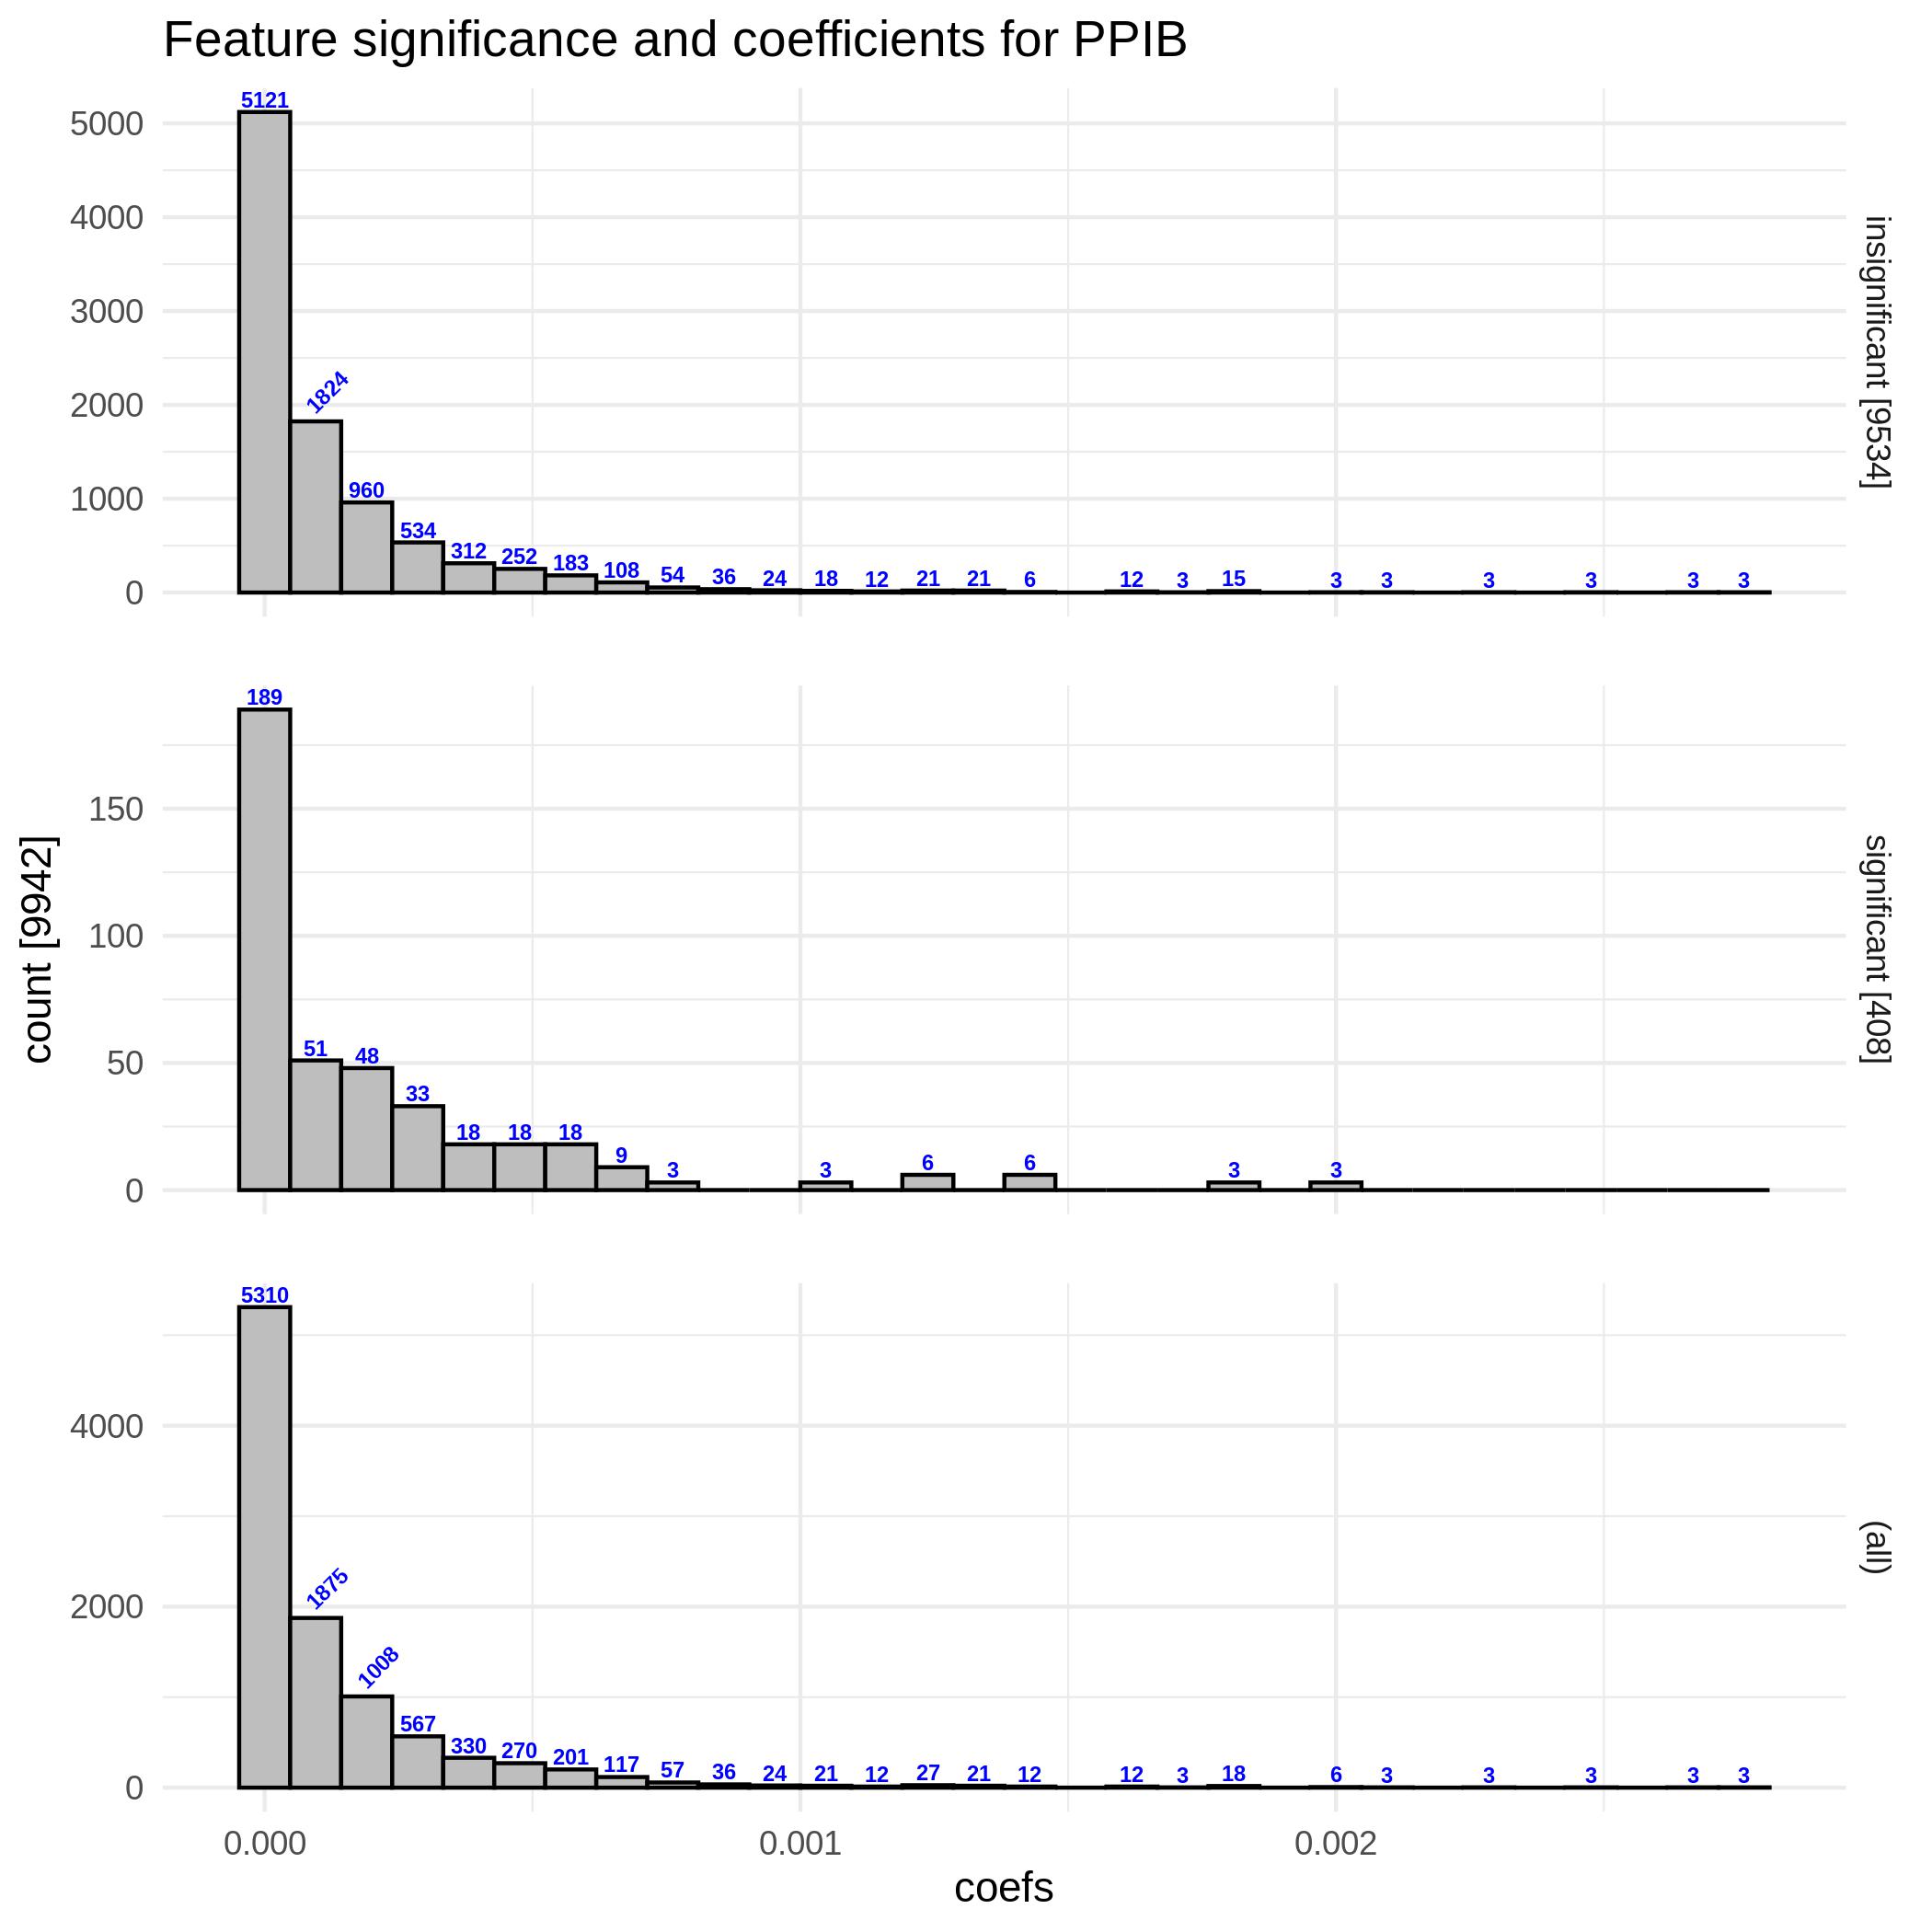 Feature significance and coefficients for PPIB
5121
5000
4000
3000
1824
2000
960
1000
534
312 252 183 108 54 36 24 18 12 21 21 6 12 3 15 3 3 3 3 3 3
0
insignificant [9534]
189
150
100
51 48
50
33
18 18 18
9 3 3 6 6 3 3
0
significant [408]
count [9942]
5310
4000
1875
2000
1008
567
330 270 201 117 57 36 24 21 12 27 21 12 12 3 18 6 3 3 3 3 3
0
(all)
0.000 0.001 0.002
coefs